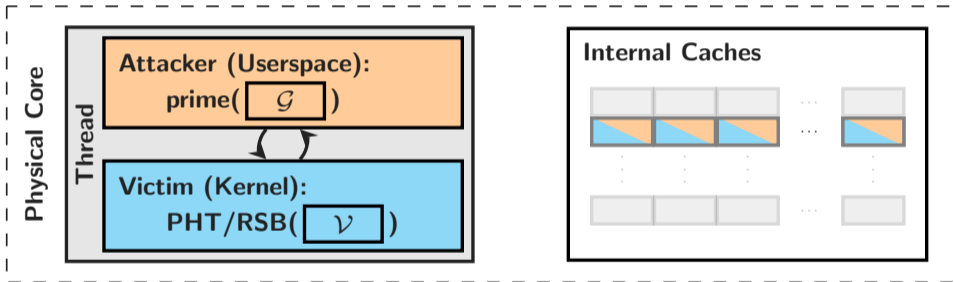 Physical Core
Thread
Attacker (Userspace):
prime( 𝒢 )
Victim (Kernel):
PHT/RSB( 𝒱 )
Internal Caches
...
...
...